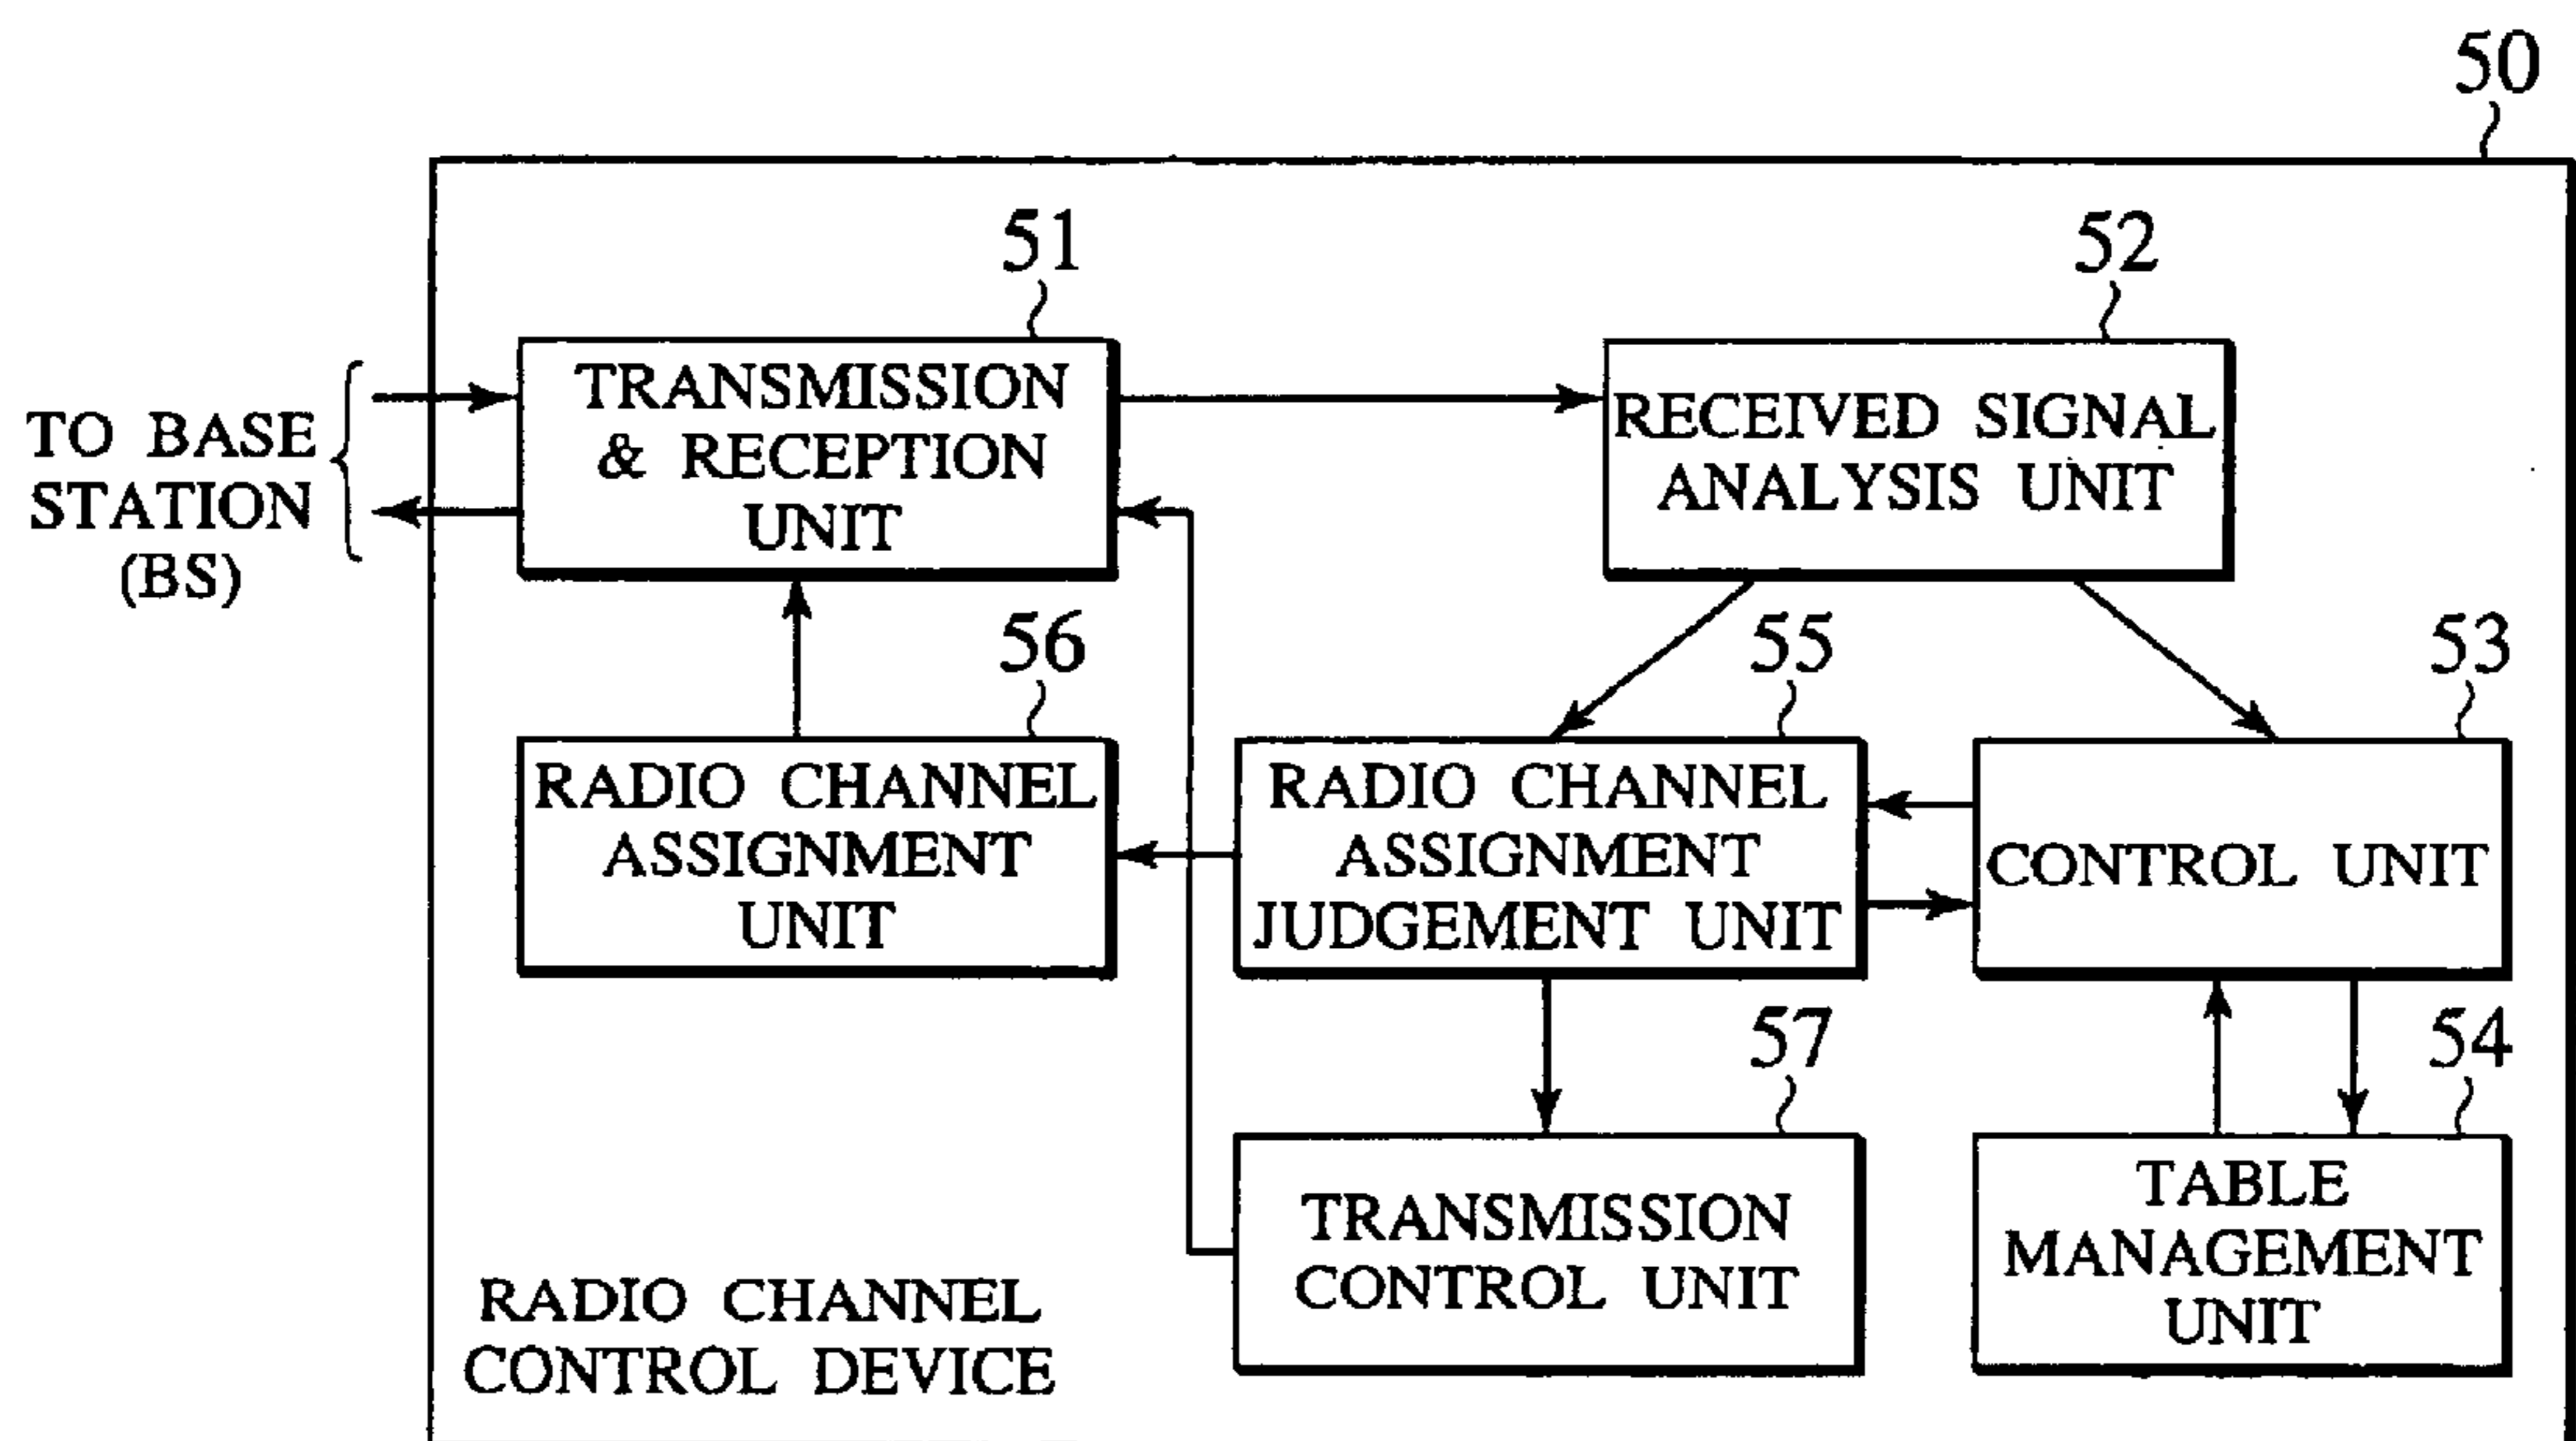 50
51
52
TO BASE
STATION
(BS)
TRANSMISSION
& RECEPTION
UNIT
RECEIVED SIGNAL
ANALYSIS UNIT
56
55
53
RADIO CHANNEL
ASSIGNMENT
UNIT
RADIO CHANNEL
ASSIGNMENT
JUDGEMENT UNIT
CONTROL UNIT
57
54
TRANSMISSION
CONTROL UNIT
TABLE
MANAGEMENT
UNIT
RADIO CHANNEL
CONTROL DEVICE